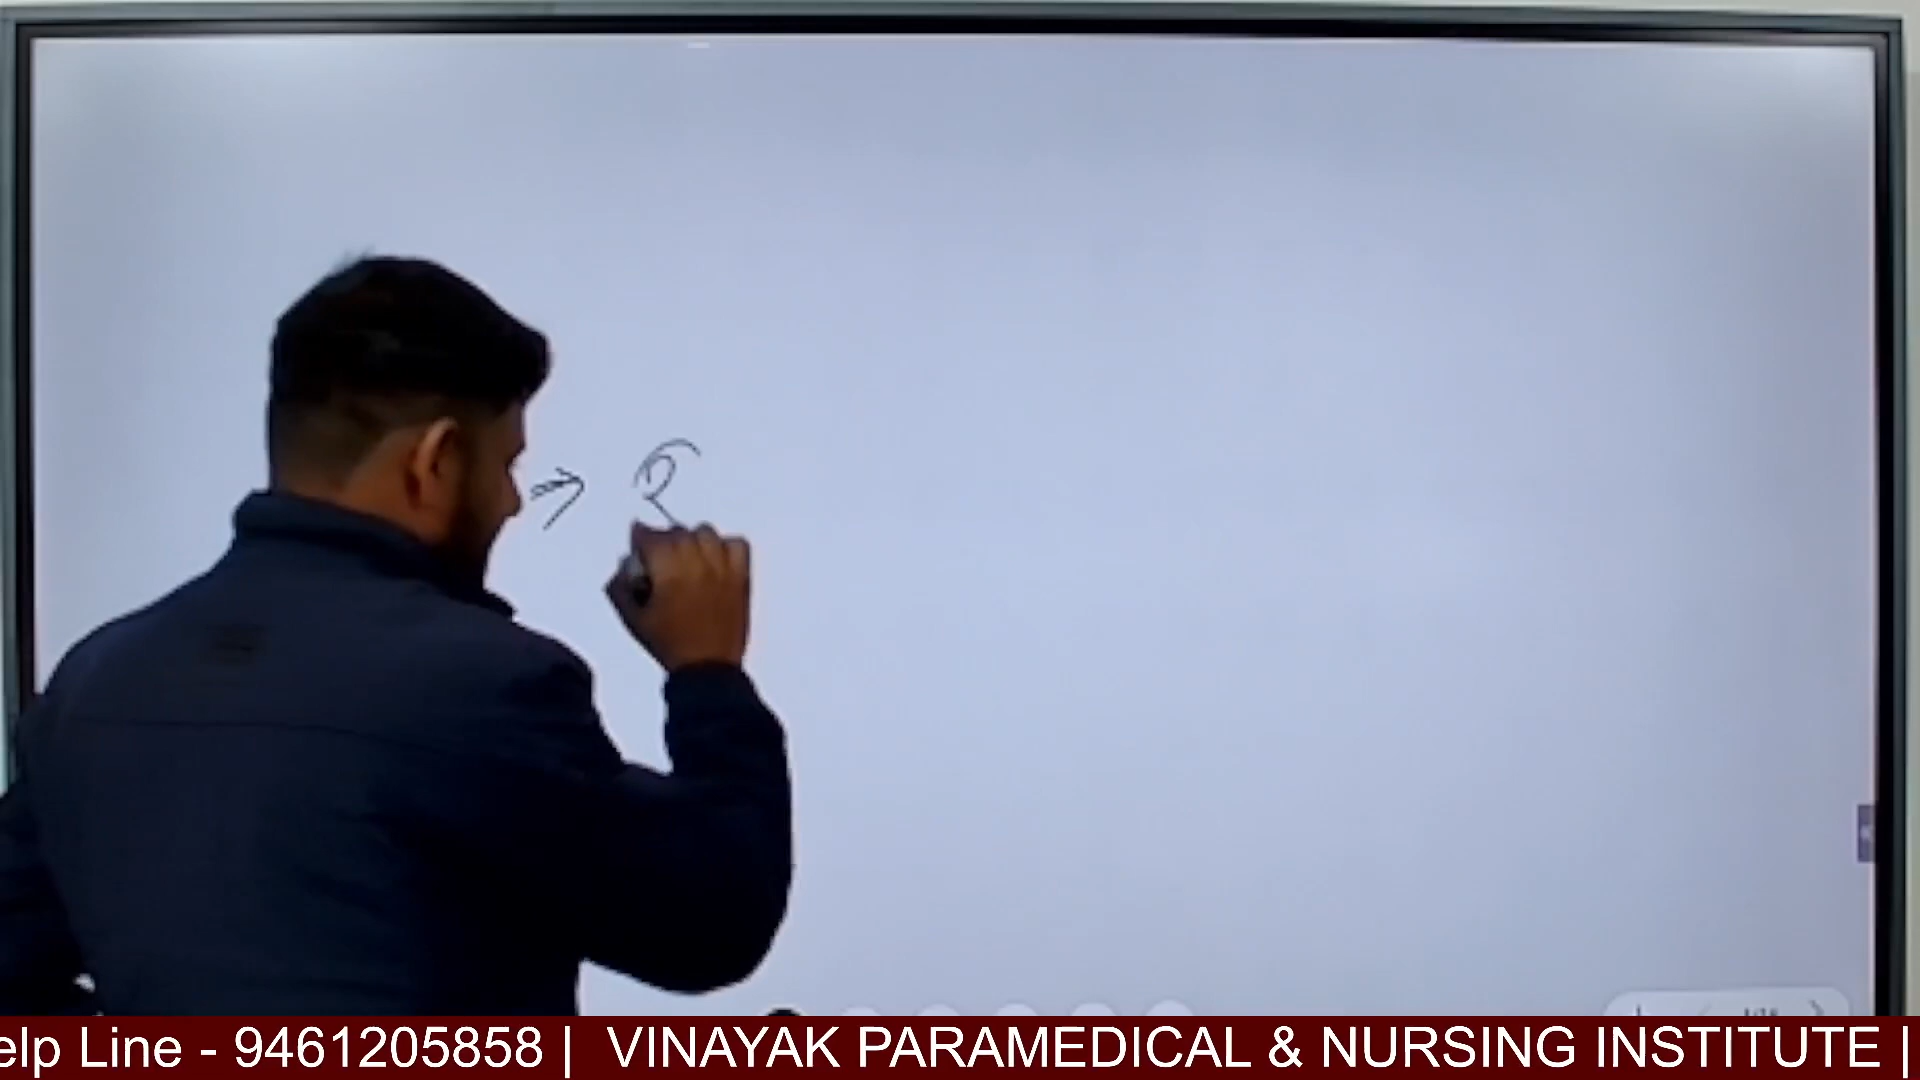 ⇒
elp Line - 9461205858 | VINAYAK PARAMEDICAL & NURSING INSTITUTE |